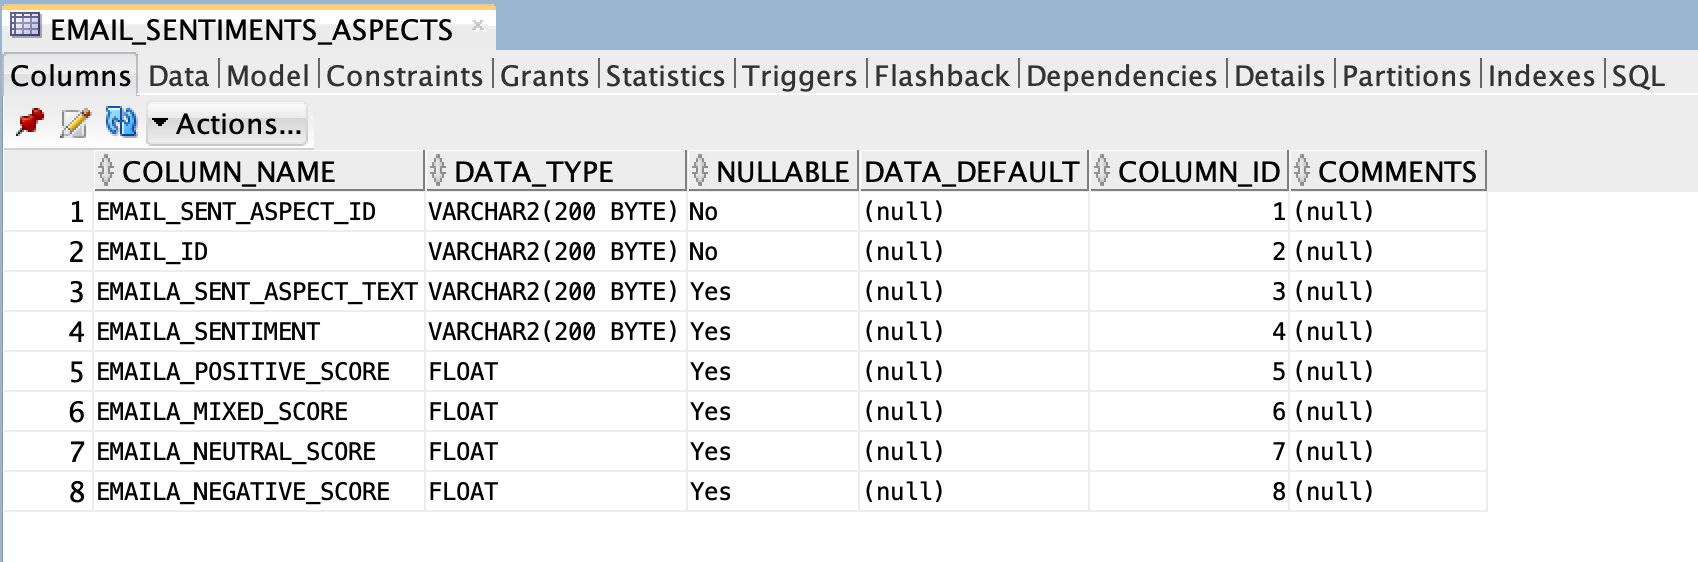 EMAIL_SENTIMENTS_ASPECTS
Columns Data Model Constraints Grants Statistics Triggers Flashback Dependencies Details Partitions Indexes SQL
Actions...
COLUMN_NAME DATA_TYPE NULLABLE DATA_DEFAULT COLUMN_ID COMMENTS
1 EMAIL_SENT_ASPECT_ID VARCHAR2(200 BYTE) No (null) 1 (null)
2 EMAIL_ID VARCHAR2(200 BYTE) No (null) 2 (null)
3 EMAILA_SENT_ASPECT_TEXT VARCHAR2(200 BYTE) Yes (null) 3 (null)
4 EMAILA_SENTIMENT VARCHAR2(200 BYTE) Yes (null) 4 (null)
5 EMAILA_POSITIVE_SCORE FLOAT Yes (null) 5 (null)
6 EMAILA_MIXED_SCORE FLOAT Yes (null) 6 (null)
7 EMAILA_NEUTRAL_SCORE FLOAT Yes (null) 7 (null)
8 EMAILA_NEGATIVE_SCORE FLOAT Yes (null) 8 (null)